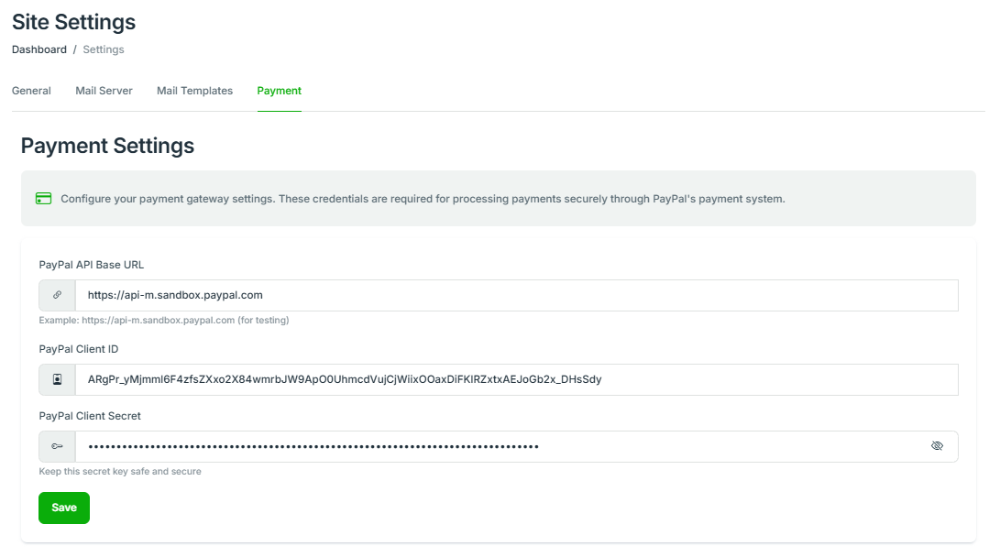 Site Settings
Dashboard / Settings
General Mail Server Mail Templates Payment
Payment Settings
Configure your payment gateway settings. These credentials are required for processing payments securely through PayPal's payment system.
PayPal API Base URL
https://api-m.sandbox.paypal.com
Example: https://api-m.sandbox.paypal.com (for testing)
PayPal Client ID
ARgPr_yMjmmI6F4zfsZXxo2X84wmrbJW9ApO0UhmcdVujCjWiixOOaxDiFKlRZxtxAEJoGb2x_DHsSdy
PayPal Client Secret
••••••••••••••••••••••••••••••••••••••••••••••••••••••••••••••••••••••••••••••••
Keep this secret key safe and secure
Save